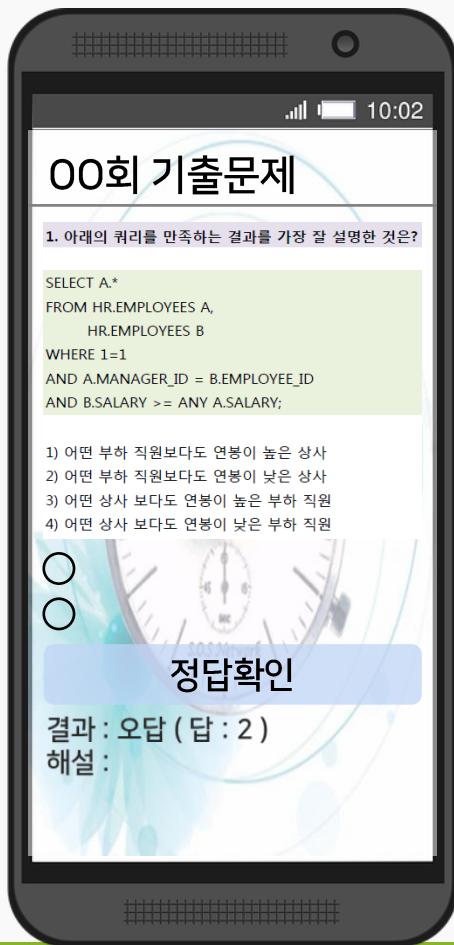 10:02
00회 기출문제
1. 아래의 쿼리를 만족하는 결과를 가장 잘 설명한 것은?
SELECT A.*
FROM HR.EMPLOYEES A,
HR.EMPLOYEES B
WHERE 1=1
AND A.MANAGER_ID = B.EMPLOYEE_ID
AND B.SALARY >= ANY A.SALARY;
1) 어떤 부하 직원보다도 연봉이 높은 상사
2) 어떤 부하 직원보다도 연봉이 낮은 상사
3) 어떤 상사 보다도 연봉이 높은 부하 직원
4) 어떤 상사 보다도 연봉이 낮은 부하 직원
정답확인
결과 : 오답 ( 답 : 2 )
해설 :